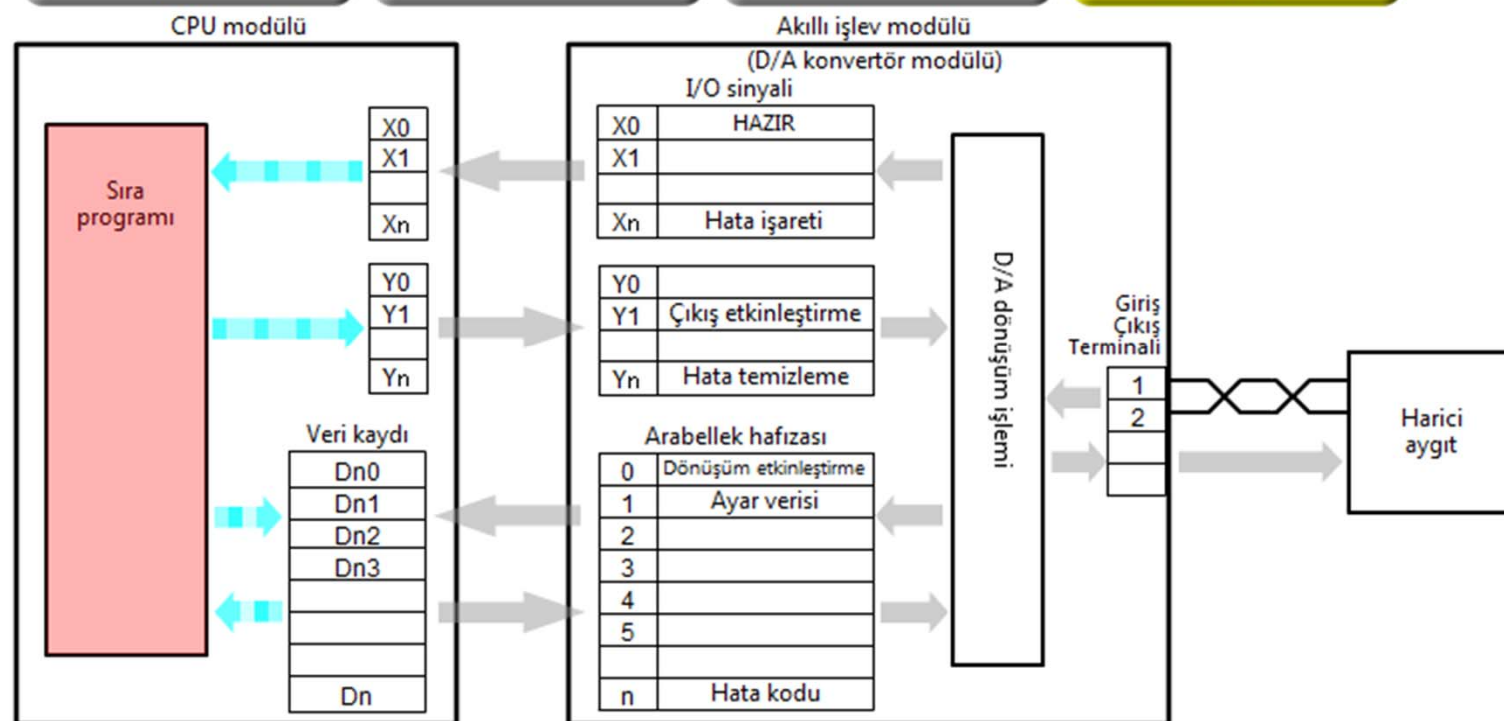 CPU modülü
Sıra
programı
X0
X1
Xn
Y0
Y1
Yn
Veri kaydı
Dn0
Dn1
Dn2
Dn3
Dn
Akıllı işlev modülü
(D/A konvertör modülü)
I/O sinyali
X0 HAZIR
X1
Xn Hata işareti
Y0
Y1 Çıkış etkinleştirme
Yn Hata temizleme
Arabellek hafızası
0 Dönüşüm etkinleştirme
1 Ayar verisi
2
3
4
5
n Hata kodu
D/A dönüşüm işlemi
Giriş
Çıkış
Terminali
1
2
Harici
aygıt